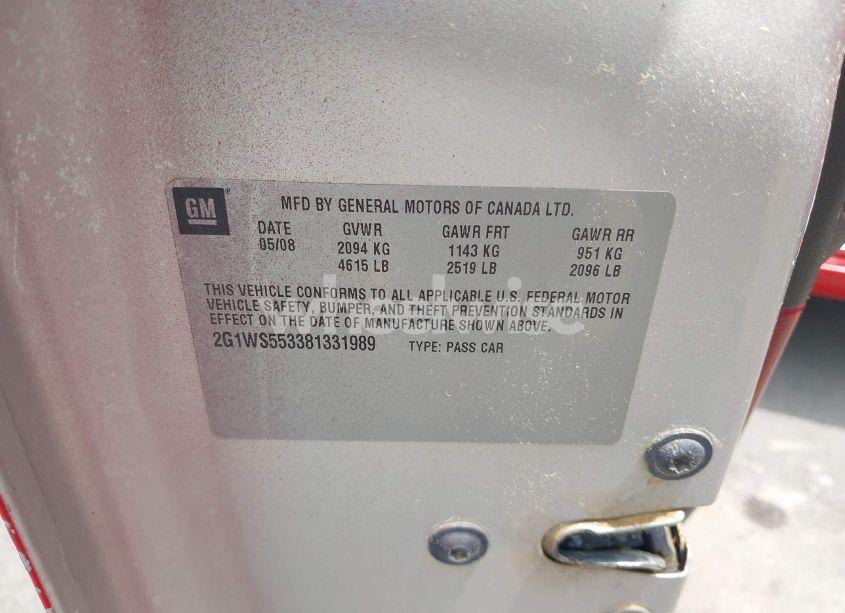 GM
MFD BY GENERAL MOTORS OF CANADA LTD.
DATE GVWR GAWR FRT GAWR RR
05/08 2094 KG 1143 KG 951 KG
4615 LB 2519 LB 2096 LB
THIS VEHICLE CONFORMS TO ALL APPLICABLE U.S. FEDERAL MOTOR
VEHICLE SAFETY, BUMPER, AND THEFT PREVENTION STANDARDS IN
EFFECT ON THE DATE OF MANUFACTURE SHOWN ABOVE.
2G1WS553381331989 TYPE: PASS CAR